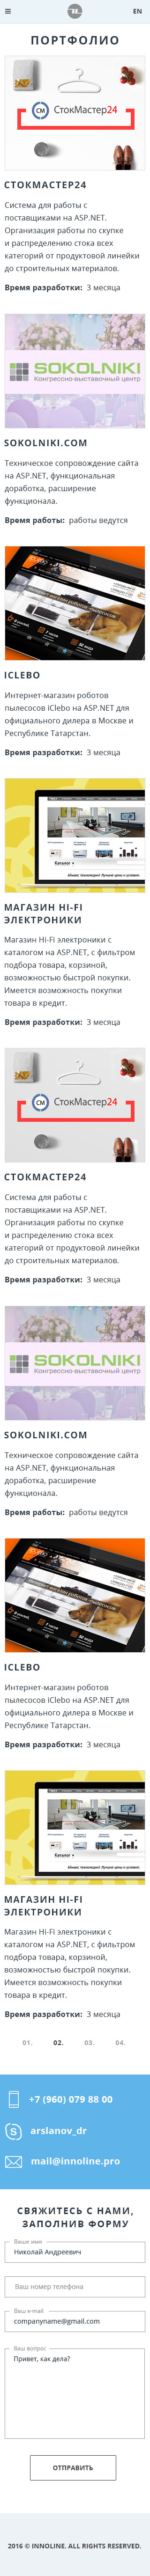 EN
ПОРТФОЛИО
СМ СтокМастер24
СТОКМАСТЕР24
Система для работы с
поставщиками на ASP.NET.
Организация работы по скупке
и распределению стока всех
категорий от продуктовой линейки
до строительных материалов.
Время разработки: 3 месяца
SOKOLNIKI
Конгрессно-выставочный центр
SOKOLNIKI.COM
Техническое сопровождение сайта
на ASP.NET, функциональная
доработка, расширение
функционала.
Время работы: работы ведутся
ICLEBO
Интернет-магазин роботов
пылесосов iClebo на ASP.NET для
официального дилера в Москве и
Республике Татарстан.
Время разработки: 3 месяца
Каталог
МАГАЗИН HI-FI
ЭЛЕКТРОНИКИ
Магазин Hi-Fi электроники с
каталогом на ASP.NET, с фильтром
подбора товара, корзиной,
возможностью быстрой покупки.
Имеется возможность покупки
товара в кредит.
Время разработки: 3 месяца
СМ СтокМастер24
СТОКМАСТЕР24
Система для работы с
поставщиками на ASP.NET.
Организация работы по скупке
и распределению стока всех
категорий от продуктовой линейки
до строительных материалов.
Время разработки: 3 месяца
SOKOLNIKI
Конгрессно-выставочный центр
SOKOLNIKI.COM
Техническое сопровождение сайта
на ASP.NET, функциональная
доработка, расширение
функционала.
Время работы: работы ведутся
ICLEBO
Интернет-магазин роботов
пылесосов iClebo на ASP.NET для
официального дилера в Москве и
Республике Татарстан.
Время разработки: 3 месяца
Каталог
МАГАЗИН HI-FI
ЭЛЕКТРОНИКИ
Магазин Hi-Fi электроники с
каталогом на ASP.NET, с фильтром
подбора товара, корзиной,
возможностью быстрой покупки.
Имеется возможность покупки
товара в кредит.
Время разработки: 3 месяца
01. 02. 03. 04.
+7 (960) 079 88 00
arslanov_dr
mail@innoline.pro
СВЯЖИТЕСЬ С НАМИ,
ЗАПОЛНИВ ФОРМУ
Ваше имя
Николай Андреевич
Ваш номер телефона
Ваш e-mail
companyname@gmail.com
Ваш вопрос
Привет, как дела?
ОТПРАВИТЬ
2016 © INNOLINE. ALL RIGHTS RESERVED.